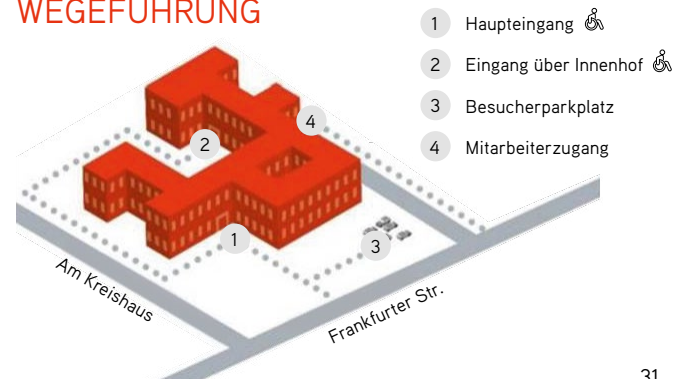 WEGEFÜHRUNG
1 Haupteingang
2 Eingang über Innenhof
3 Besucherparkplatz
4 Mitarbeiterzugang
4
2
1
3
Am Kreishaus
Frankfurter Str.
31